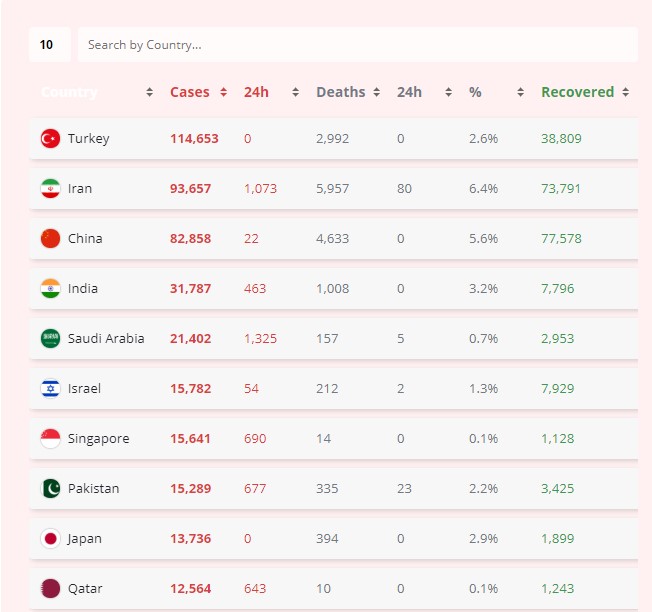 10 Search by Country...
Country Cases 24h Deaths 24h % Recovered
Turkey 114,653 0 2,992 0 2.6% 38,809
Iran 93,657 1,073 5,957 80 6.4% 73,791
China 82,858 22 4,633 0 5.6% 77,578
India 31,787 463 1,008 0 3.2% 7,796
Saudi Arabia 21,402 1,325 157 5 0.7% 2,953
Israel 15,782 54 212 2 1.3% 7,929
Singapore 15,641 690 14 0 0.1% 1,128
Pakistan 15,289 677 335 23 2.2% 3,425
Japan 13,736 0 394 0 2.9% 1,899
Qatar 12,564 643 10 0 0.1% 1,243